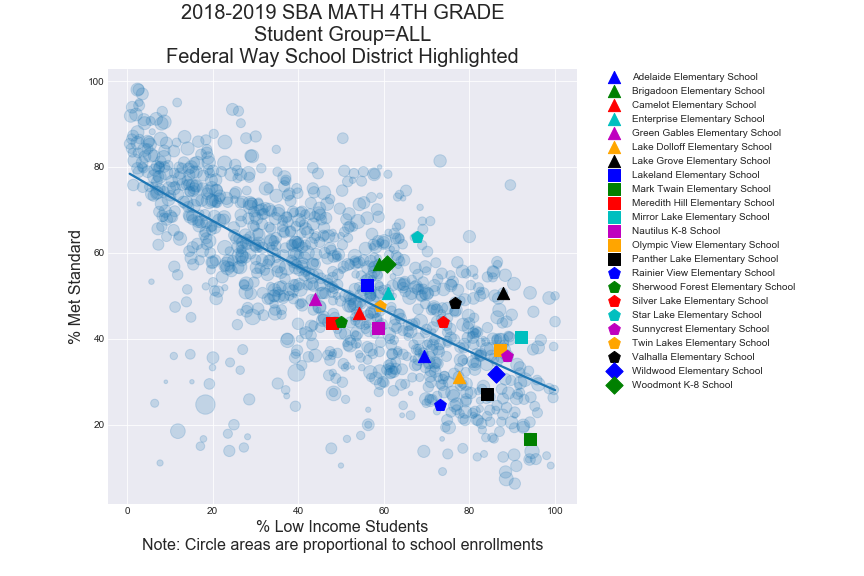 2018-2019 SBA MATH 4TH GRADE
Student Group=ALL
Federal Way School District Highlighted
% Met Standard
100
80
60
40
20
0
20
40
60
80
100
% Low Income Students
Note: Circle areas are proportional to school enrollments
Adelaide Elementary School
Brigadoon Elementary School
Camelot Elementary School
Enterprise Elementary School
Green Gables Elementary School
Lake Dolloff Elementary School
Lake Grove Elementary School
Lakeland Elementary School
Mark Twain Elementary School
Meredith Hill Elementary School
Mirror Lake Elementary School
Nautilus K-8 School
Olympic View Elementary School
Panther Lake Elementary School
Rainier View Elementary School
Sherwood Forest Elementary School
Silver Lake Elementary School
Star Lake Elementary School
Sunnycrest Elementary School
Twin Lakes Elementary School
Valhalla Elementary School
Wildwood Elementary School
Woodmont K-8 School